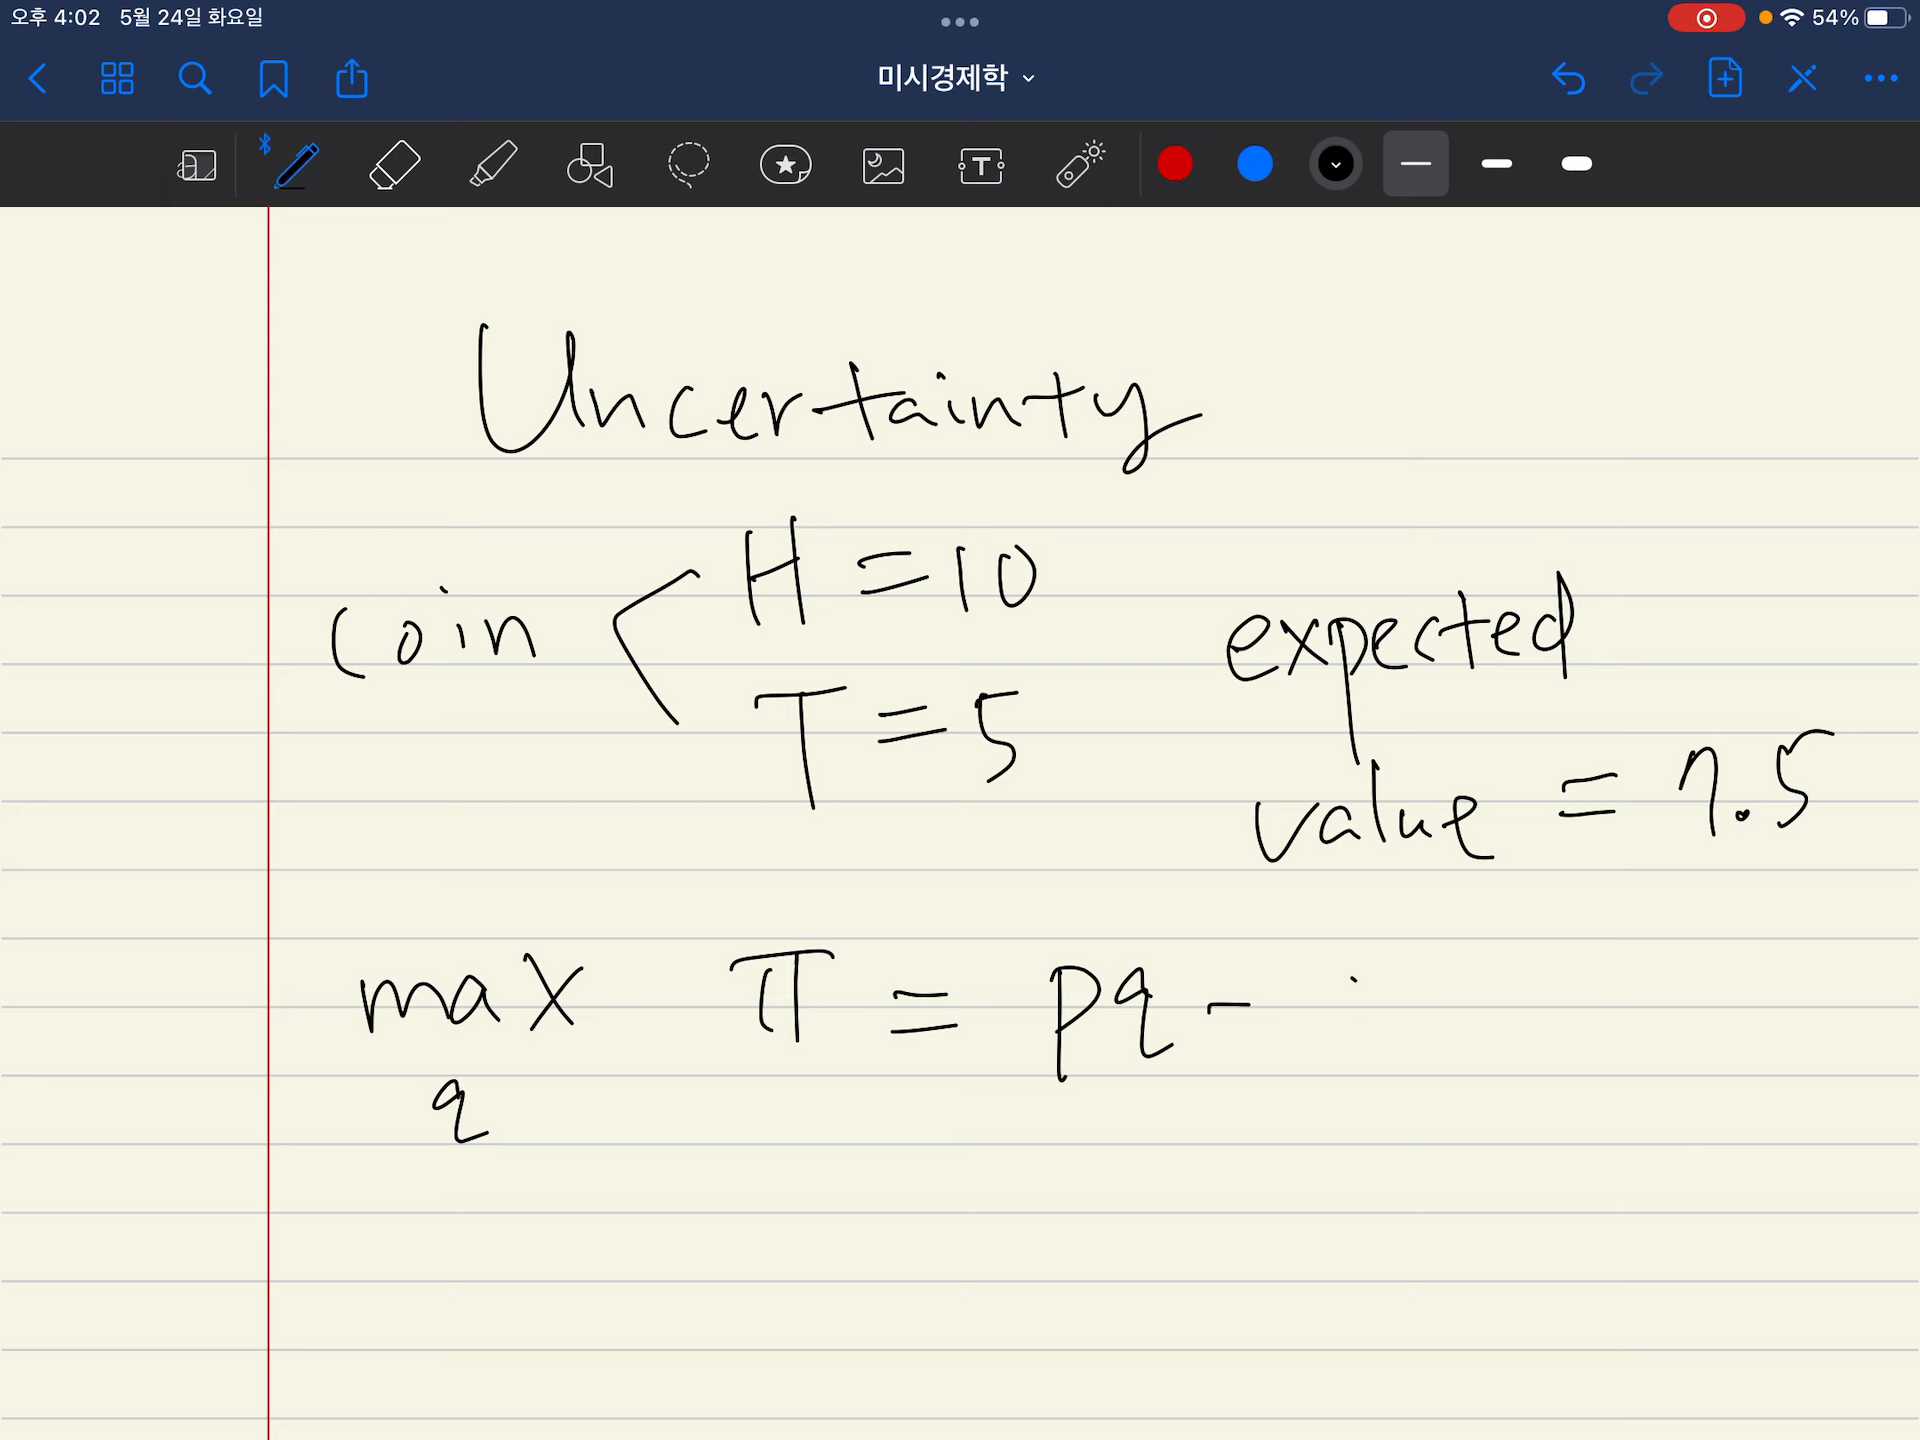 오후 4:02 5월 24일 화요일
54%
미시경제학
T
Uncertainty
coin
H = 10
T = 5
expected
value = 7.5
max π = pq -
q